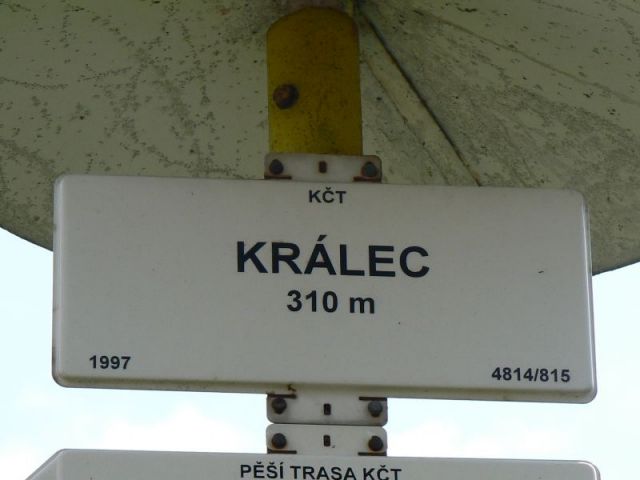 KČT
KRÁLEC
310 m
1997 4814/815
PĚŠÍ TRASA KČT